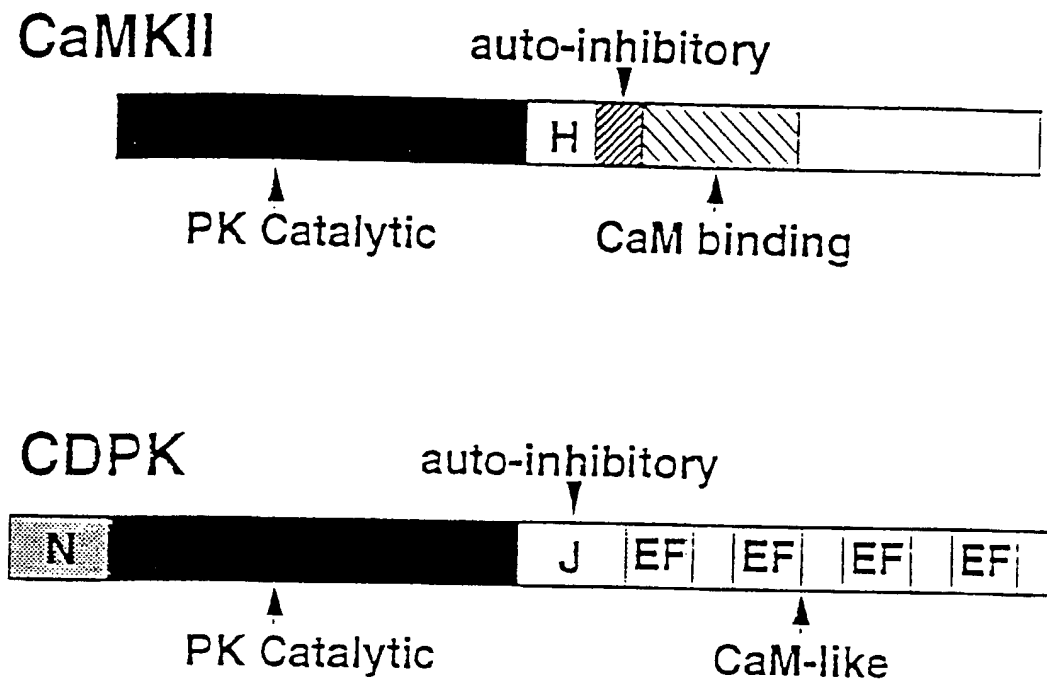 CaMKII
auto-inhibitory
H
PK Catalytic
CaM binding
CDPK
auto-inhibitory
N
J
EF
EF
EF
EF
PK Catalytic
CaM-like